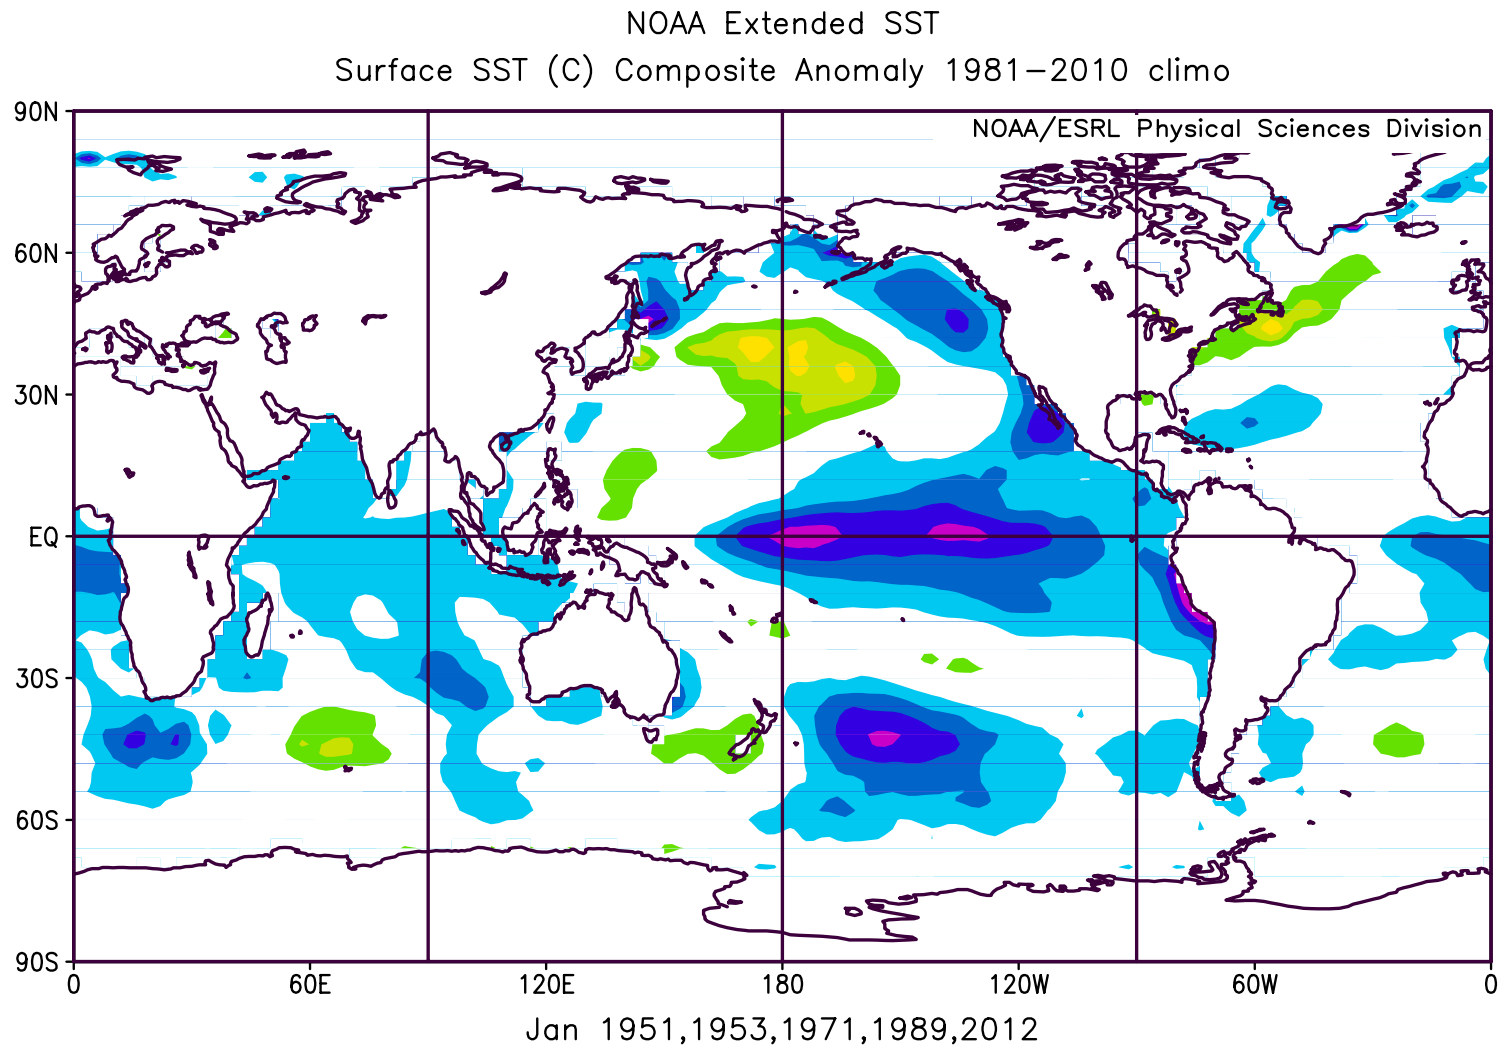 NOAA Extended SST
Surface SST (C) Composite Anomaly 1981-2010 climo
90N
NOAA/ESRL Physical Sciences Division
60N
30N
EQ
30S
60S
90S
0 60E 120E 180 120W 60W 0
Jan 1951,1953,1971,1989,2012